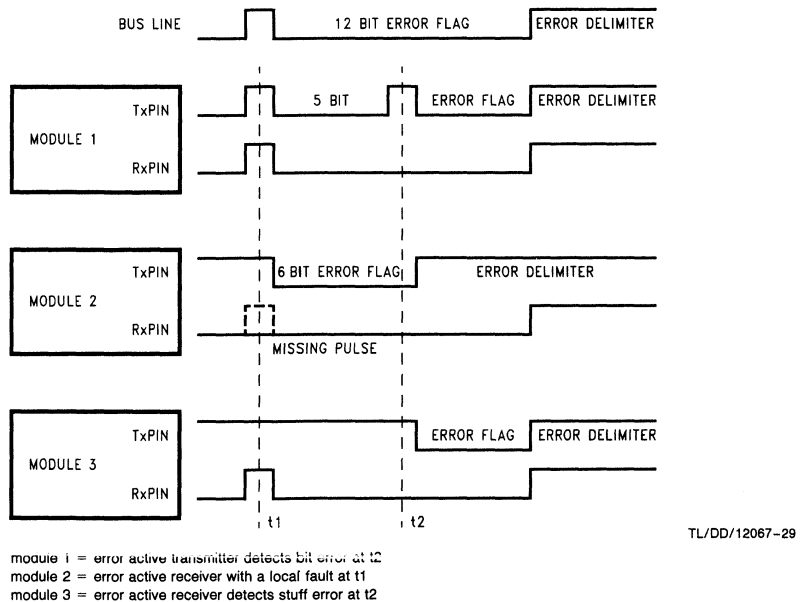 BUS LINE 12 BIT ERROR FLAG ERROR DELIMITER
TxPIN 5 BIT ERROR FLAG ERROR DELIMITER
MODULE 1
RxPIN
TxPIN 6 BIT ERROR FLAG ERROR DELIMITER
MODULE 2
RxPIN
MISSING PULSE
TxPIN ERROR FLAG ERROR DELIMITER
MODULE 3
RxPIN
t1 t2
TL/DD/12067-29
module 1 = error active transmitter detects bit error at t2
module 2 = error active receiver with a local fault at t1
module 3 = error active receiver detects stuff error at t2